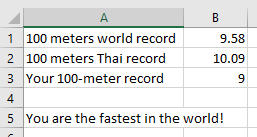 A B
1 100 meters world record 9.58
2 100 meters Thai record 10.09
3 Your 100-meter record 9
4
5 You are the fastest in the world!